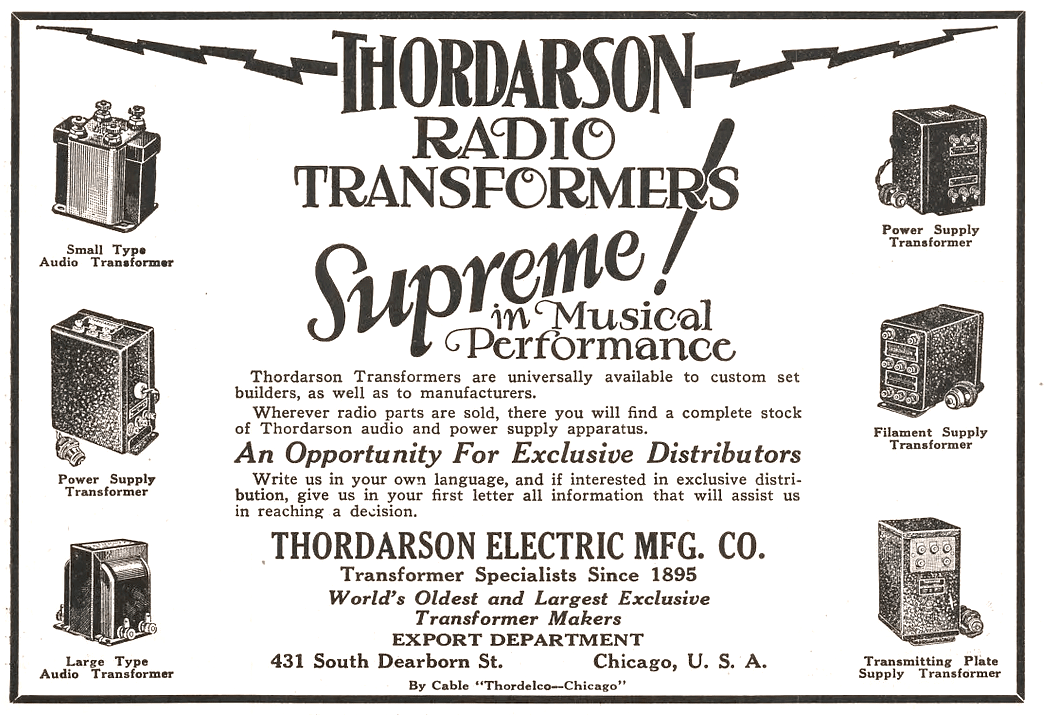 THORDARSON
RADIO
TRANSFORMERS
Supreme!
in Musical
Performance
Small Type
Audio Transformer
Power Supply
Transformer
Large Type
Audio Transformer
Power Supply
Transformer
Filament Supply
Transformer
Transmitting Plate
Supply Transformer
Thordarson Transformers are universally available to custom set
builders, as well as to manufacturers.
Wherever radio parts are sold, there you will find a complete stock
of Thordarson audio and power supply apparatus.
An Opportunity For Exclusive Distributors
Write us in your own language, and if interested in exclusive distri-
bution, give us in your first letter all information that will assist us
in reaching a decision.
THORDARSON ELECTRIC MFG. CO.
Transformer Specialists Since 1895
World's Oldest and Largest Exclusive
Transformer Makers
EXPORT DEPARTMENT
431 South Dearborn St. Chicago, U. S. A.
By Cable "Thordelco--Chicago"